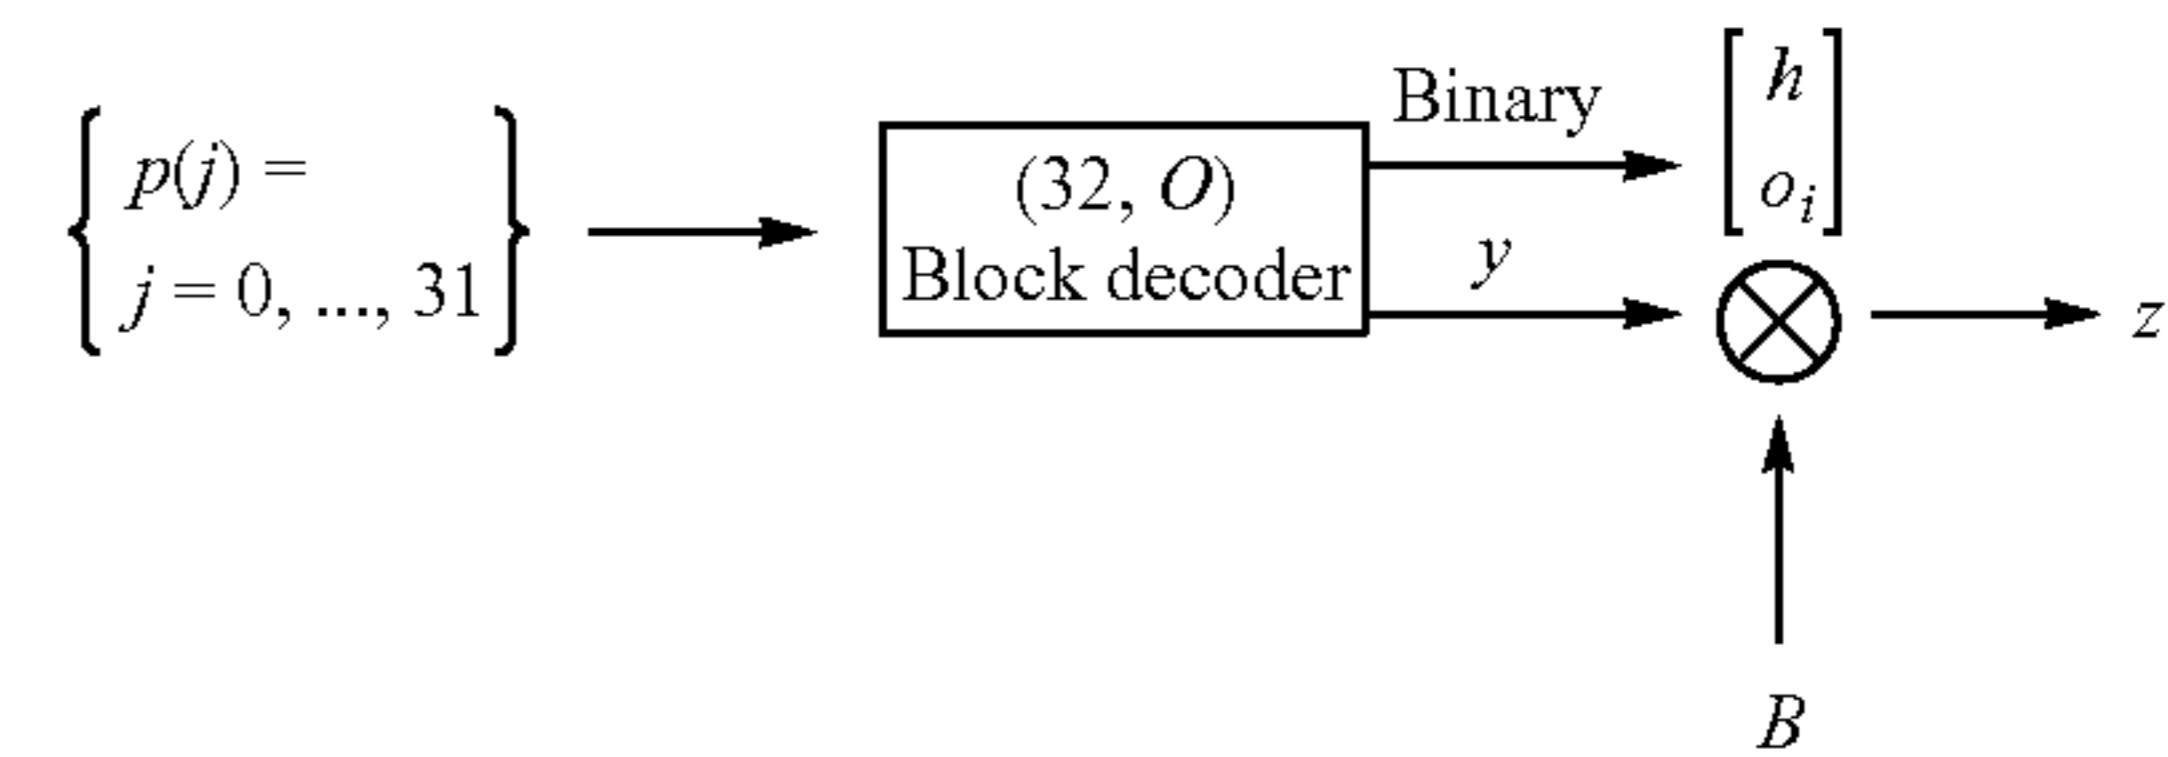 p(j) =
j = 0, ..., 31
(32, O)
Block decoder
Binary
y
h
o_i
z
B